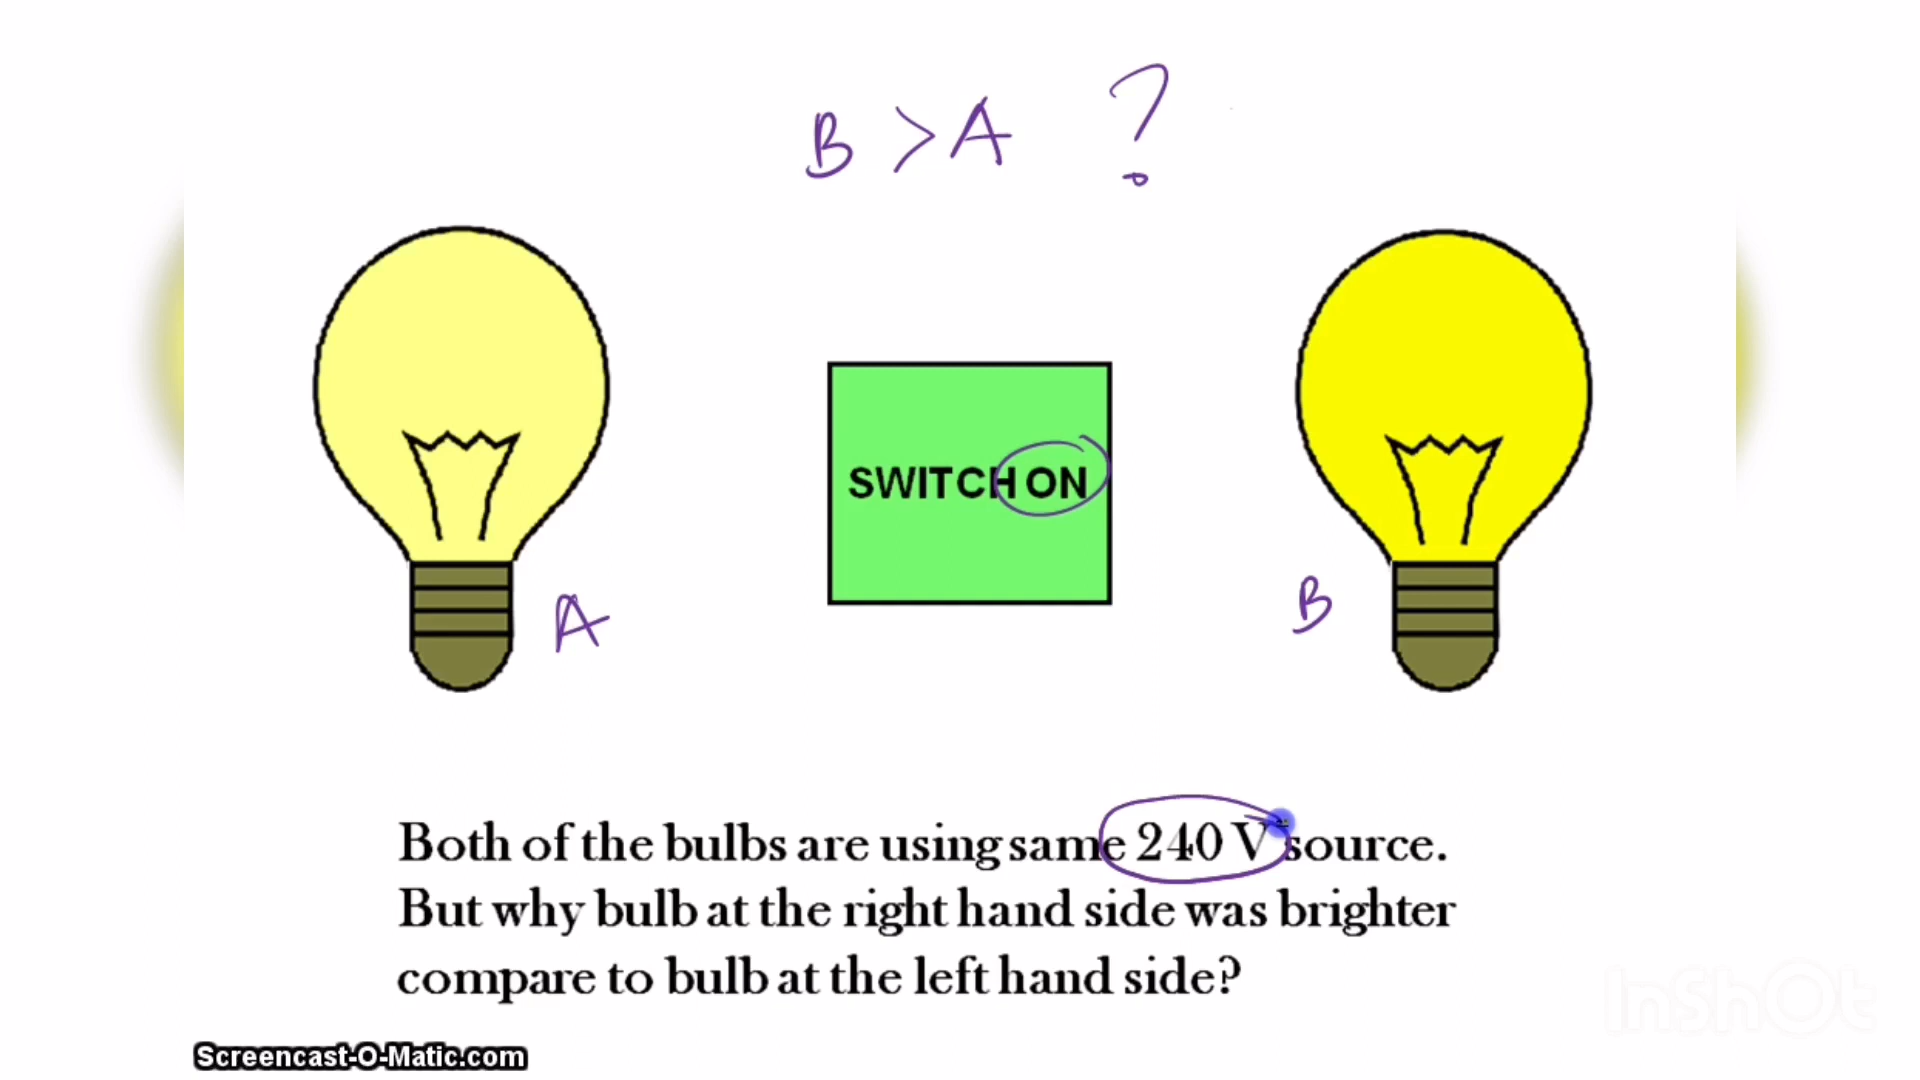 B > A ?
SWITCH ON
A
B
Both of the bulbs are using same 240 V source.
But why bulb at the right hand side was brighter
compare to bulb at the left hand side?
InShOt
Screencast-O-Matic.com